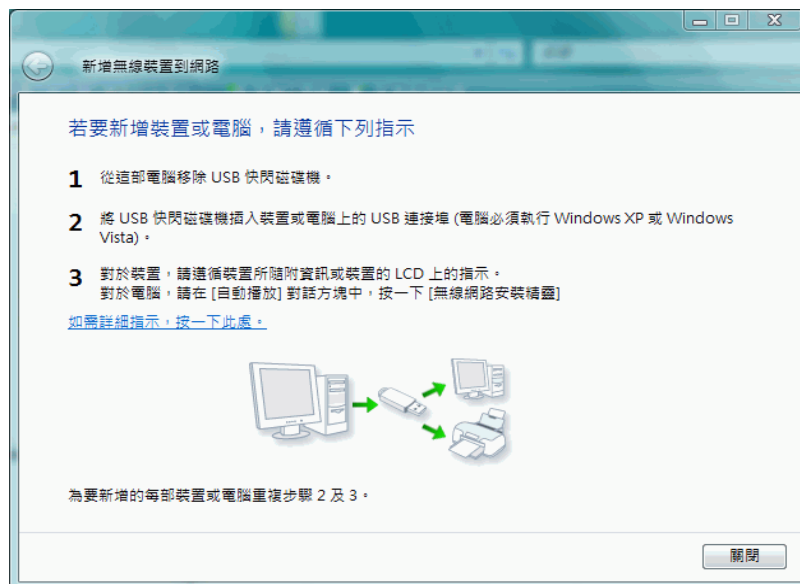 新增無線裝置到網路
若要新增裝置或電腦，請遵循下列指示
1 從這部電腦移除 USB 快閃磁碟機。
2 將 USB 快閃磁碟機插入裝置或電腦上的 USB 連接埠 (電腦必須執行 Windows XP 或 Windows
Vista)。
3 對於裝置，請遵循裝置所隨附資訊或裝置的 LCD 上的指示。
對於電腦，請在 [自動播放] 對話方塊中，按一下 [無線網路安裝精靈]
如需詳細指示，按一下此處。
為要新增的每部裝置或電腦重複步驟 2 及 3。
關閉